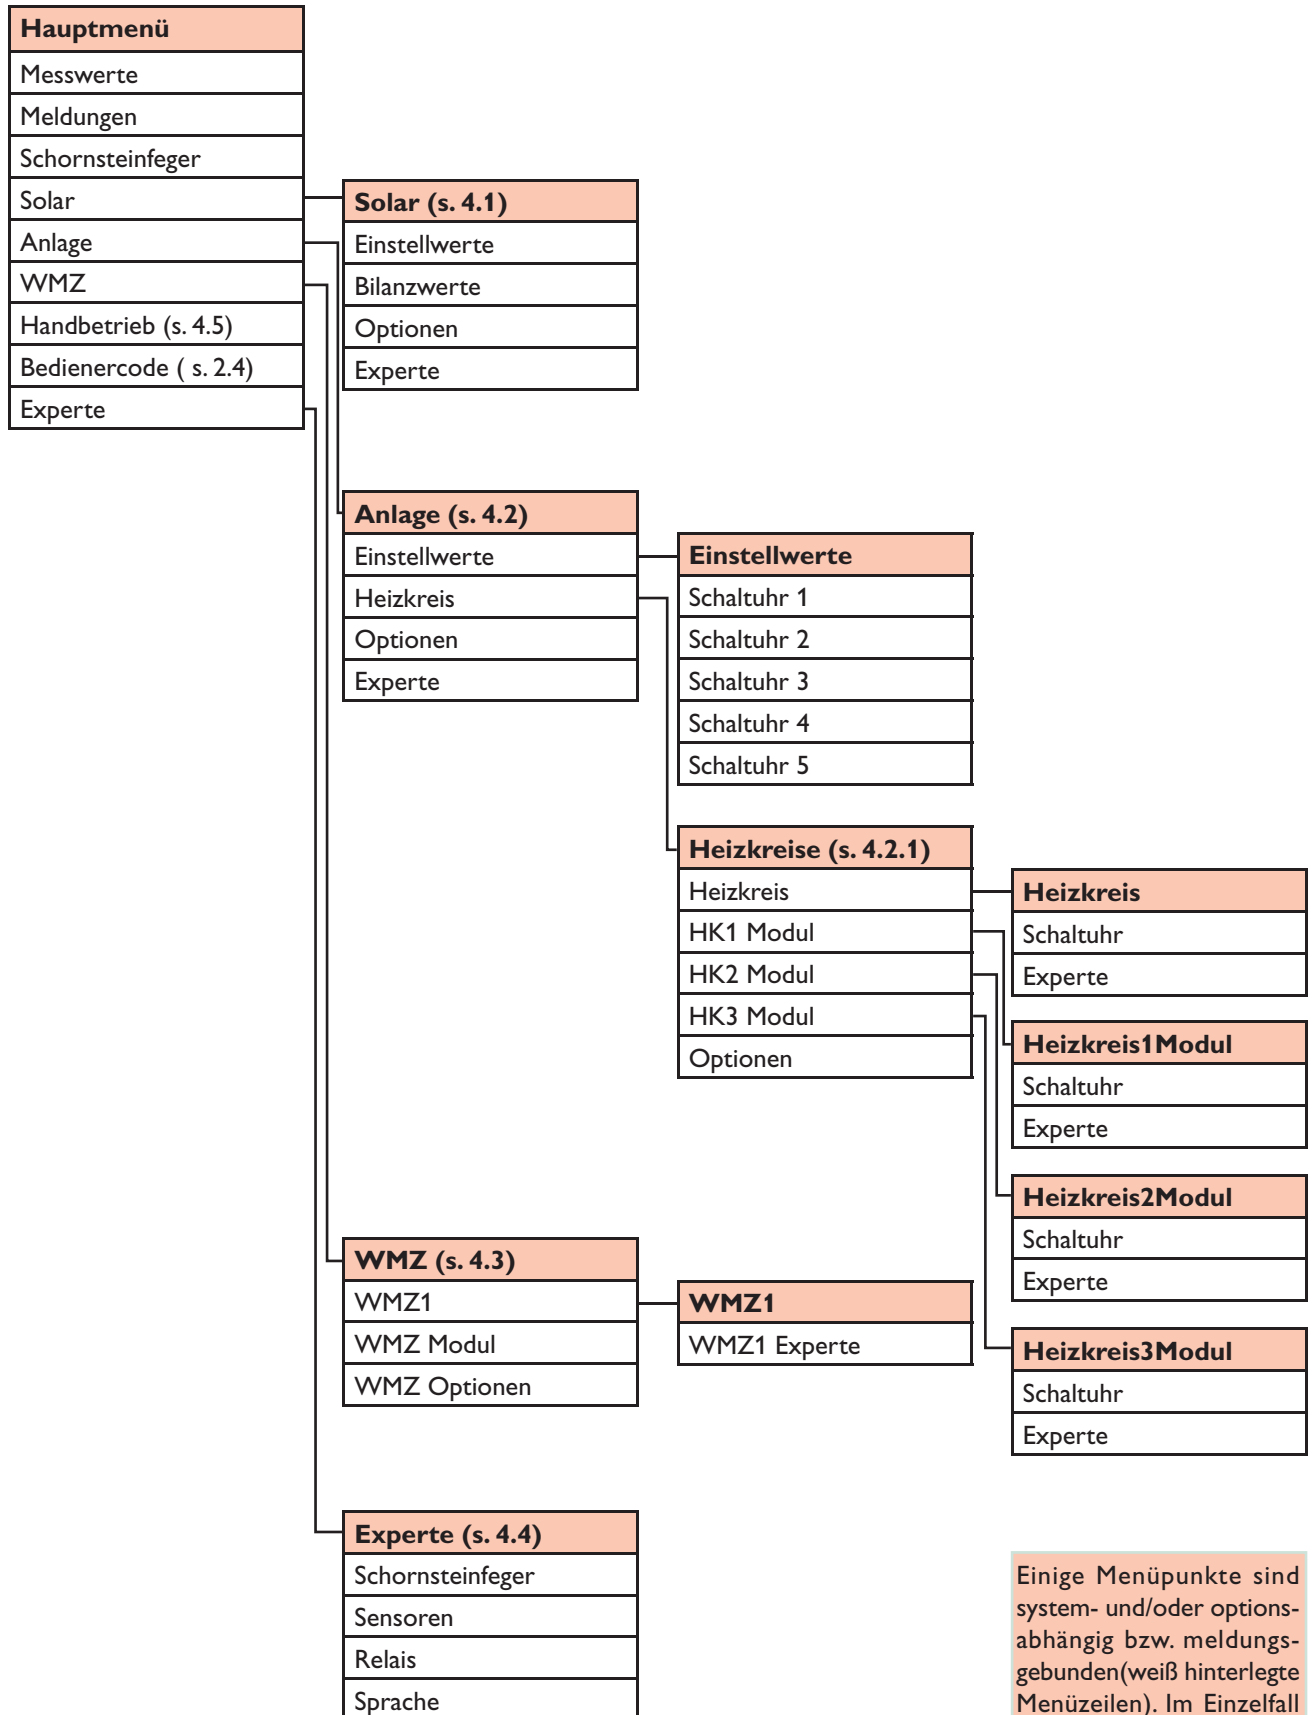 Hauptmenü
Messwerte
Meldungen
Schornsteinfeger
Solar
Anlage
WMZ
Handbetrieb (s. 4.5)
Bedienercode ( s. 2.4)
Experte
Solar (s. 4.1)
Einstellwerte
Bilanzwerte
Optionen
Experte
Anlage (s. 4.2)
Einstellwerte
Heizkreis
Optionen
Experte
Einstellwerte
Schaltuhr 1
Schaltuhr 2
Schaltuhr 3
Schaltuhr 4
Schaltuhr 5
Heizkreise (s. 4.2.1)
Heizkreis
HK1 Modul
HK2 Modul
HK3 Modul
Optionen
Heizkreis
Schaltuhr
Experte
Heizkreis1Modul
Schaltuhr
Experte
Heizkreis2Modul
Schaltuhr
Experte
Heizkreis3Modul
Schaltuhr
Experte
WMZ (s. 4.3)
WMZ1
WMZ Modul
WMZ Optionen
WMZ1
WMZ1 Experte
Experte (s. 4.4)
Schornsteinfeger
Sensoren
Relais
Sprache
Einige Menüpunkte sind
system- und/oder options-
abhängig bzw. meldungs-
gebunden(weiß hinterlegte
Menüzeilen). Im Einzelfall